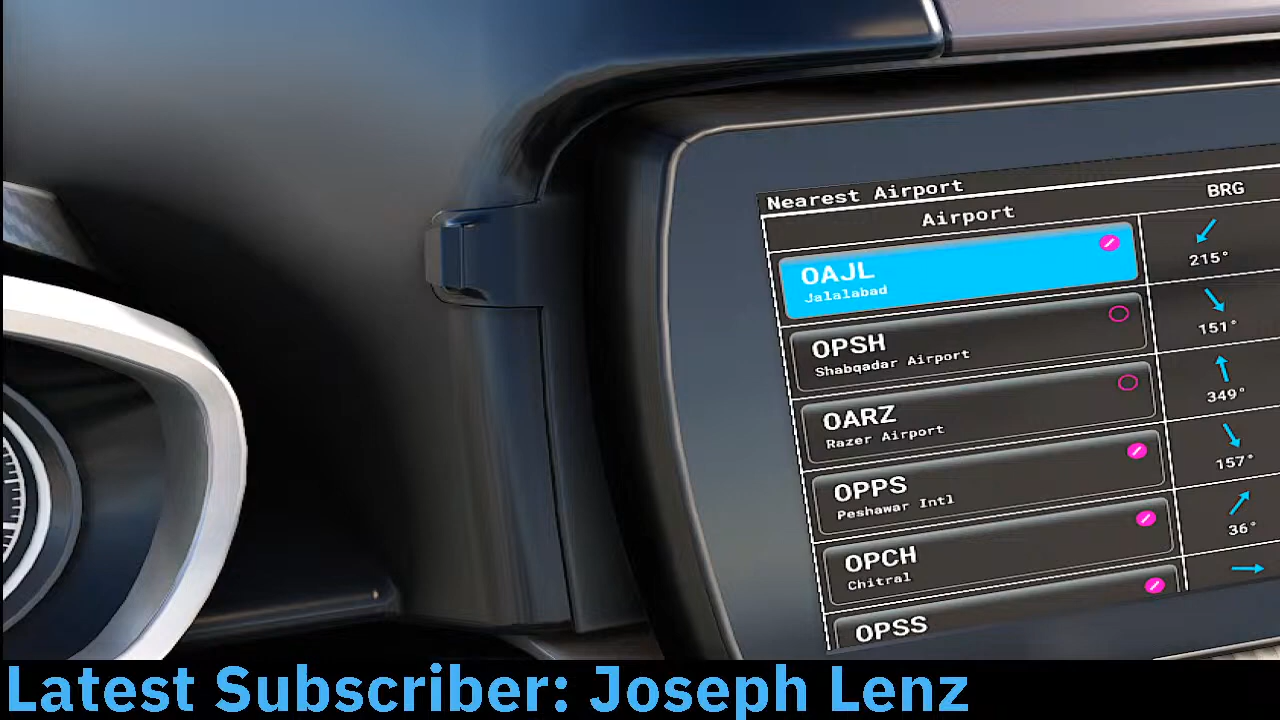 Nearest Airport
Airport
BRG
OAJL
Jalalabad
215°
OPSH
Shabqadar Airport
151°
OARZ
Razer Airport
349°
OPPS
Peshawar Intl
157°
OPCH
Chitral
36°
OPSS
Latest Subscriber: Joseph Lenz